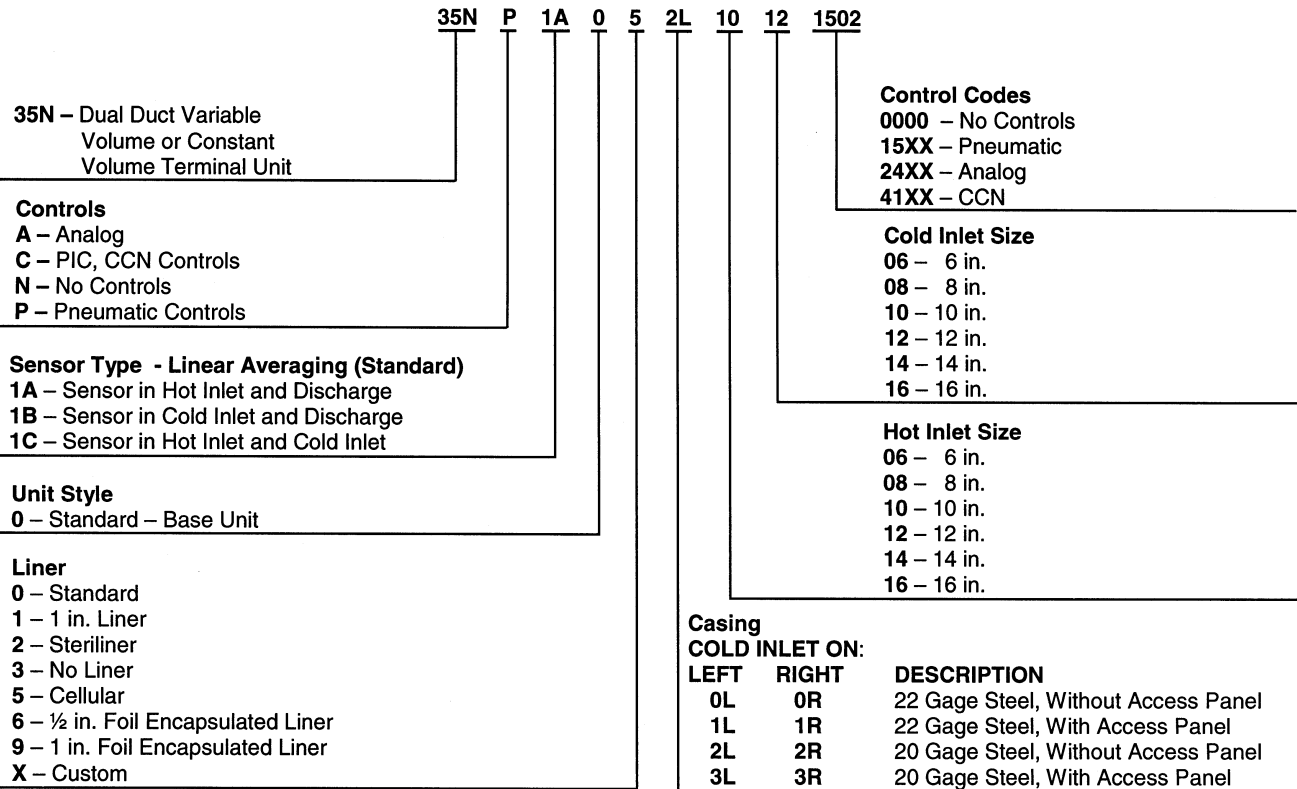 35N P 1A 0 5 2L 10 12 1502
35N – Dual Duct Variable
Volume or Constant
Volume Terminal Unit
Controls
A – Analog
C – PIC, CCN Controls
N – No Controls
P – Pneumatic Controls
Sensor Type - Linear Averaging (Standard)
1A – Sensor in Hot Inlet and Discharge
1B – Sensor in Cold Inlet and Discharge
1C – Sensor in Hot Inlet and Cold Inlet
Unit Style
0 – Standard – Base Unit
Liner
0 – Standard
1 – 1 in. Liner
2 – Steriliner
3 – No Liner
5 – Cellular
6 – ½ in. Foil Encapsulated Liner
9 – 1 in. Foil Encapsulated Liner
X – Custom
Control Codes
0000 – No Controls
15XX – Pneumatic
24XX – Analog
41XX – CCN
Cold Inlet Size
06 – 6 in.
08 – 8 in.
10 – 10 in.
12 – 12 in.
14 – 14 in.
16 – 16 in.
Hot Inlet Size
06 – 6 in.
08 – 8 in.
10 – 10 in.
12 – 12 in.
14 – 14 in.
16 – 16 in.
Casing
COLD INLET ON:
LEFT RIGHT DESCRIPTION
0L 0R 22 Gage Steel, Without Access Panel
1L 1R 22 Gage Steel, With Access Panel
2L 2R 20 Gage Steel, Without Access Panel
3L 3R 20 Gage Steel, With Access Panel